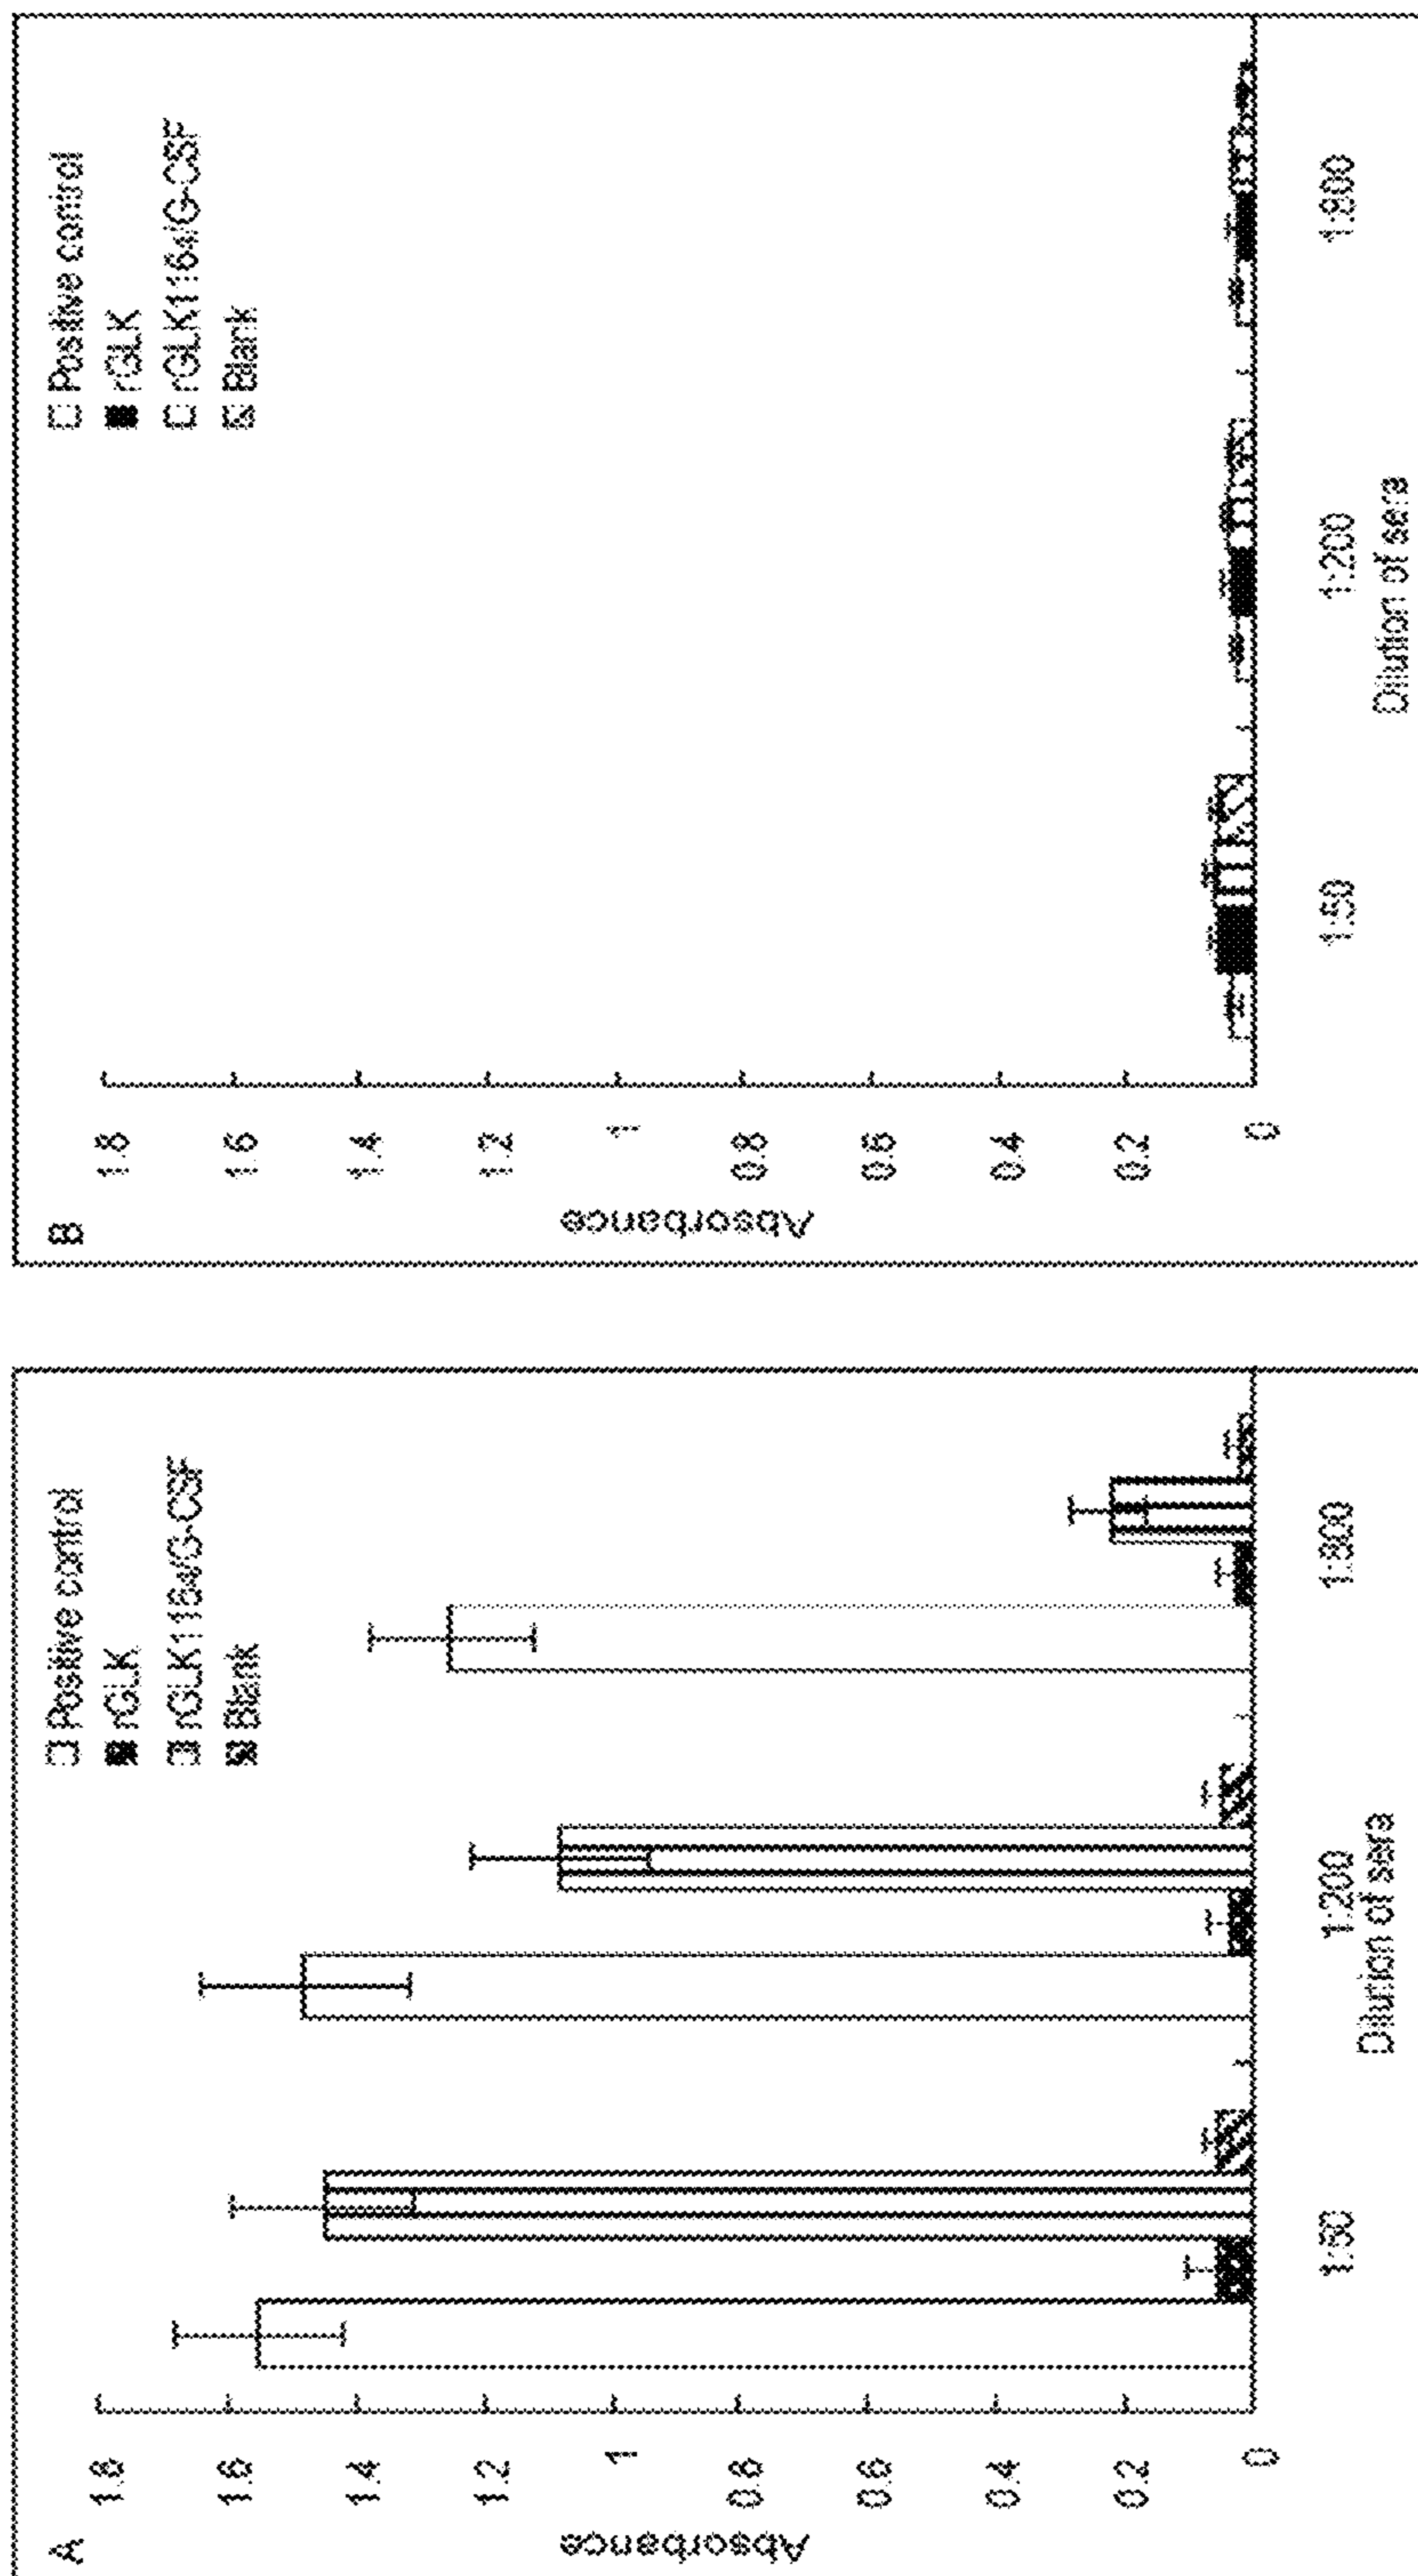 A
Absorbance
1.8
1.6
1.4
1.2
1
0.8
0.6
0.4
0.2
0
Positive control
rGLK
rGLK1164/G-CSF
Blank
1:50
1:200
1:800
Dilution of sera
B
Absorbance
1.8
1.6
1.4
1.2
1
0.8
0.6
0.4
0.2
0
Positive control
rGLK
rGLK1164/G-CSF
Blank
1:50
1:200
1:800
Dilution of sera